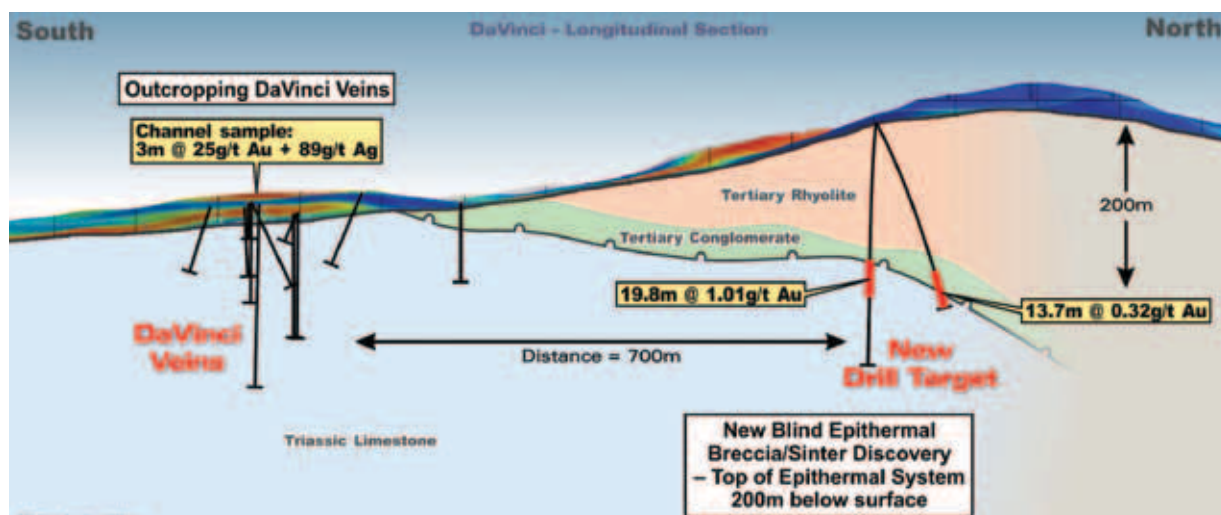 South
DaVinci - Longitudinal Section
North
Outcropping DaVinci Veins
Channel sample:
3m @ 25g/t Au + 89g/t Ag
Tertiary Rhyolite
200m
Tertiary Conglomerate
19.8m @ 1.01g/t Au
13.7m @ 0.32g/t Au
DaVinci
Veins
Distance = 700m
New
Drill Target
Triassic Limestone
New Blind Epithermal
Breccia/Sinter Discovery
– Top of Epithermal System
200m below surface